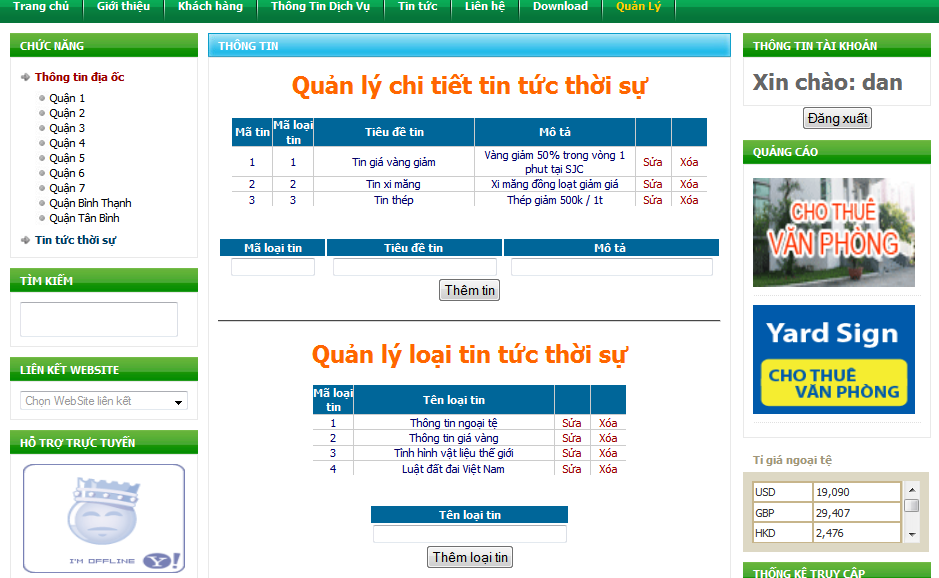 Trang chủ Giới thiệu Khách hàng Thông Tin Dịch Vụ Tin tức Liên hệ Download Quản Lý
CHỨC NĂNG
Thông tin địa ốc
Quận 1
Quận 2
Quận 3
Quận 4
Quận 5
Quận 6
Quận 7
Quận Bình Thạnh
Quận Tân Bình
Tin tức thời sự
TÌM KIẾM
LIÊN KẾT WEBSITE
Chọn WebSite liên kết
HỖ TRỢ TRỰC TUYẾN
I'M OFFLINE Y!
THÔNG TIN
Quản lý chi tiết tin tức thời sự
Mã tin Mã loại tin Tiêu đề tin Mô tả
1 1 Tin giá vàng giảm Vàng giảm 50% trong vòng 1 phut tại SJC Sửa Xóa
2 2 Tin xi măng Xi măng đồng loạt giảm giá Sửa Xóa
3 3 Tin thép Thép giảm 500k / 1t Sửa Xóa
Mã loại tin Tiêu đề tin Mô tả
Thêm tin
Quản lý loại tin tức thời sự
Mã loại tin Tên loại tin
1 Thông tin ngoại tệ Sửa Xóa
2 Thông tin giá vàng Sửa Xóa
3 Tình hình vật liệu thế giới Sửa Xóa
4 Luật đất đai Việt Nam Sửa Xóa
Tên loại tin
Thêm loại tin
THÔNG TIN TÀI KHOẢN
Xin chào: dan
Đăng xuất
QUẢNG CÁO
CHO THUÊ
VĂN PHÒNG
Yard Sign
CHO THUÊ
VĂN PHÒNG
Tỉ giá ngoại tệ
USD 19,090
GBP 29,407
HKD 2,476
THỐNG KÊ TRUY CẬP